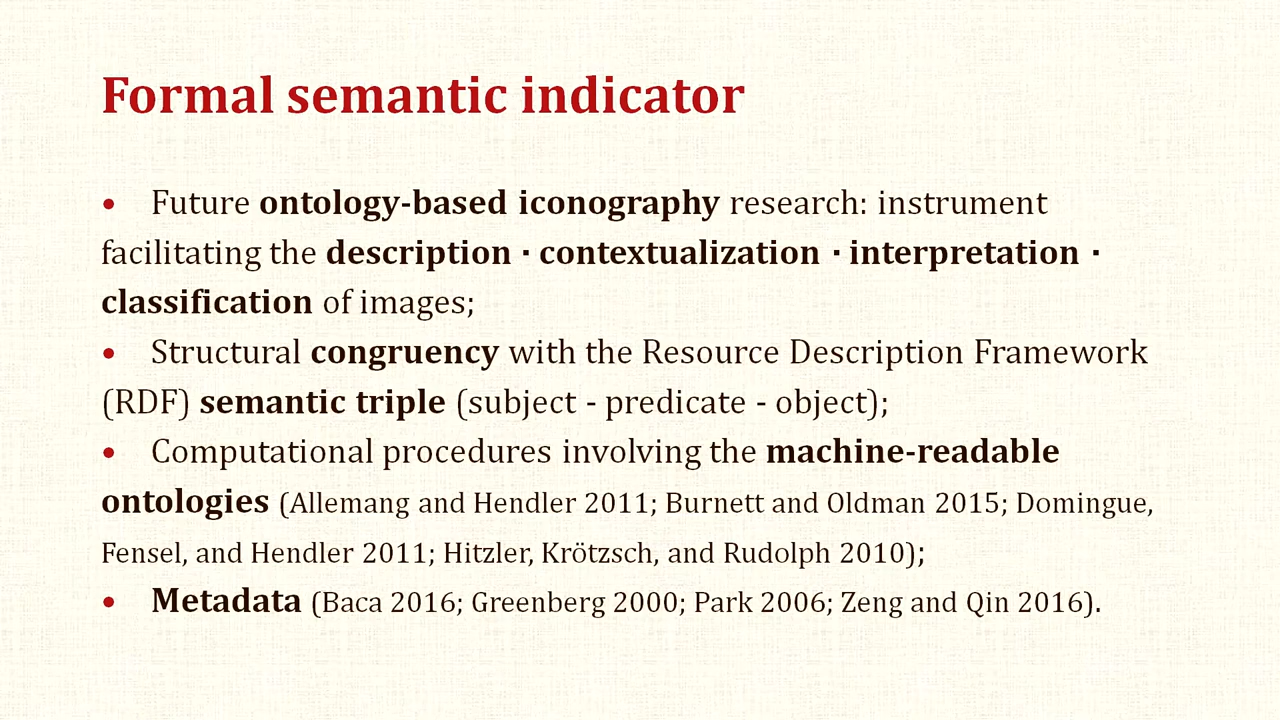 Formal semantic indicator
• Future ontology-based iconography research: instrument
facilitating the description · contextualization · interpretation ·
classification of images;
• Structural congruency with the Resource Description Framework
(RDF) semantic triple (subject - predicate - object);
• Computational procedures involving the machine-readable
ontologies (Allemang and Hendler 2011; Burnett and Oldman 2015; Domingue,
Fensel, and Hendler 2011; Hitzler, Krötzsch, and Rudolph 2010);
• Metadata (Baca 2016; Greenberg 2000; Park 2006; Zeng and Qin 2016).